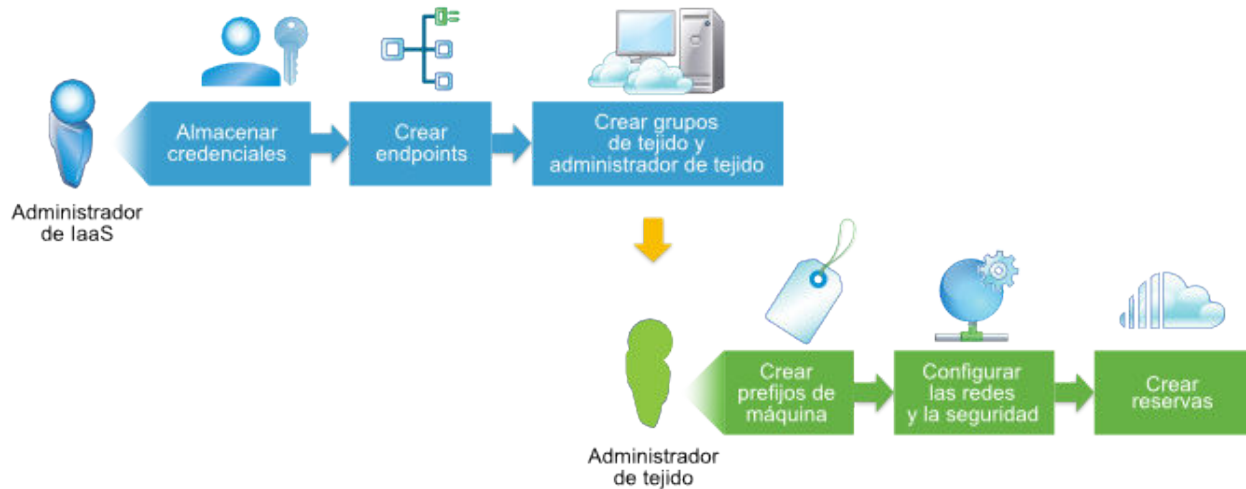 Almacenar
credenciales
Crear
endpoints
Crear grupos
de tejido y
administrador de tejido
Administrador
de IaaS
Crear
prefijos de
máquina
Configurar
las redes
y la seguridad
Crear
reservas
Administrador
de tejido